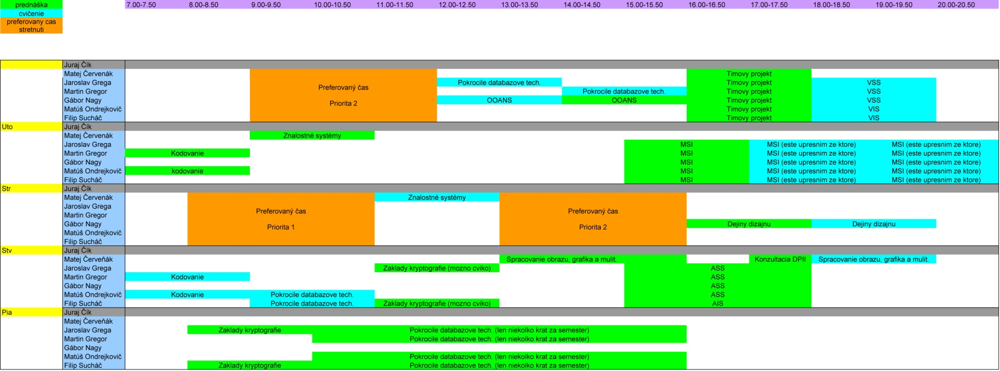 prednáška 7.00-7.50 8.00-8.50 9.00-9.50 10.00-10.50 11.00-11.50 12.00-12.50 13.00-13.50 14.00-14.50 15.00-15.50 16.00-16.50 17.00-17.50 18.00-18.50 19.00-19.50 20.00-20.50
cvičenie
preferovany cas
stretnuti
Juraj Čík
Matej Červenák Timovy projekt
Jaroslav Grega Pokrocile databazove tech. Timovy projekt VSS
Preferovaný čas
Martin Gregor Pokrocile databazove tech. Timovy projekt VSS
Gábor Nagy OOANS OOANS Timovy projekt VSS
Priorita 2
Matúš Ondrejkovič Timovy projekt VIS
Filip Sucháč Timovy projekt VIS
Uto Juraj Čík
Matej Červenák Znalostné systémy
Jaroslav Grega MSI MSI (este upresnim ze ktore) MSI (este upresnim ze ktore)
Martin Gregor Kodovanie MSI MSI (este upresnim ze ktore) MSI (este upresnim ze ktore)
Gábor Nagy MSI MSI (este upresnim ze ktore) MSI (este upresnim ze ktore)
Matúš Ondrejkovič kodovanie MSI MSI (este upresnim ze ktore) MSI (este upresnim ze ktore)
Filip Sucháč MSI MSI (este upresnim ze ktore) MSI (este upresnim ze ktore)
Str Juraj Čík
Matej Červenák Znalostné systémy
Jaroslav Grega
Preferovaný čas Preferovaný čas
Martin Gregor
Gábor Nagy Dejiny dizajnu Dejiny dizajnu
Priorita 1 Priorita 2
Matúš Ondrejkovič
Filip Sucháč
Stv Juraj Čík
Matej Červeňák Spracovanie obrazu, grafika a mulit. Konzultacia DPII Spracovanie obrazu, grafika a mulit.
Jaroslav Grega Zaklady kryptografie (mozno cviko) ASS
Martin Gregor Kodovanie ASS
Gábor Nagy ASS
Matúš Ondrejkovič Kodovanie Pokrocile databazove tech. ASS
Filip Sucháč Pokrocile databazove tech. Zaklady kryptografie (mozno cviko) AIS
Pia Juraj Čík
Matej Červeňák
Jaroslav Grega Zaklady kryptografie Pokrocile databazove tech. (len niekolko krat za semester)
Martin Gregor Pokrocile databazove tech. (len niekolko krat za semester)
Gábor Nagy
Matúš Ondrejkovič Pokrocile databazove tech. (len niekolko krat za semester)
Filip Sucháč Zaklady kryptografie Pokrocile databazove tech. (len niekolko krat za semester)